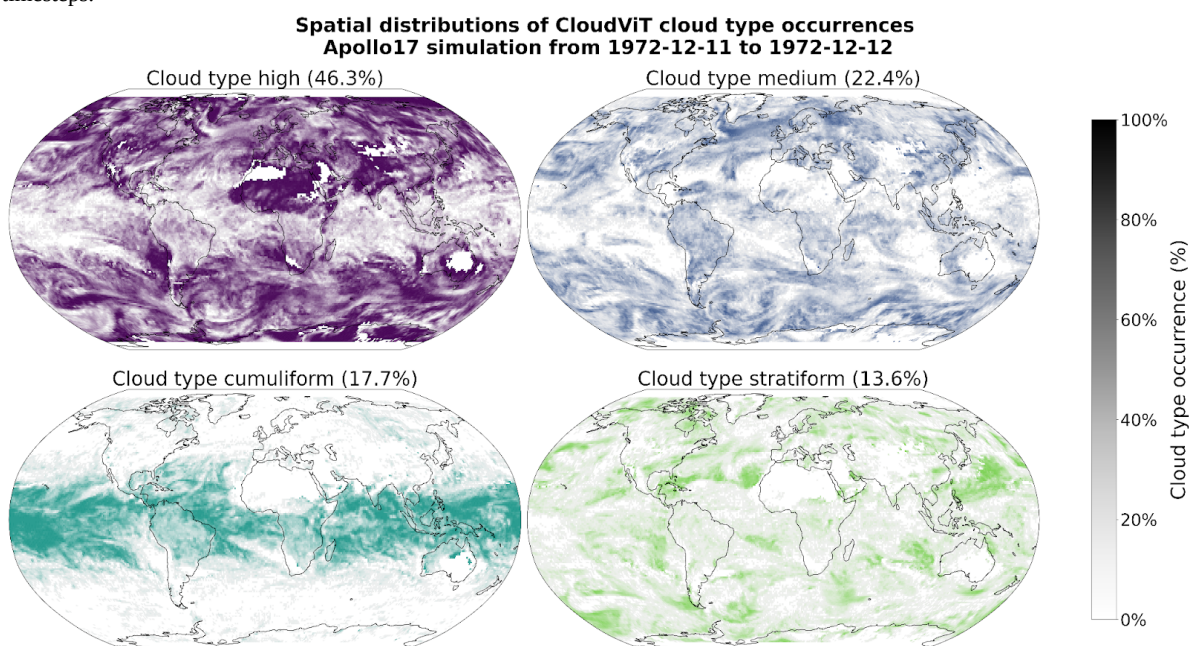 timesteps.
Spatial distributions of CloudViT cloud type occurrences
Apollo17 simulation from 1972-12-11 to 1972-12-12
Cloud type high (46.3%)
Cloud type medium (22.4%)
Cloud type cumuliform (17.7%)
Cloud type stratiform (13.6%)
100%
80%
60%
40%
20%
0%
Cloud type occurrence (%)